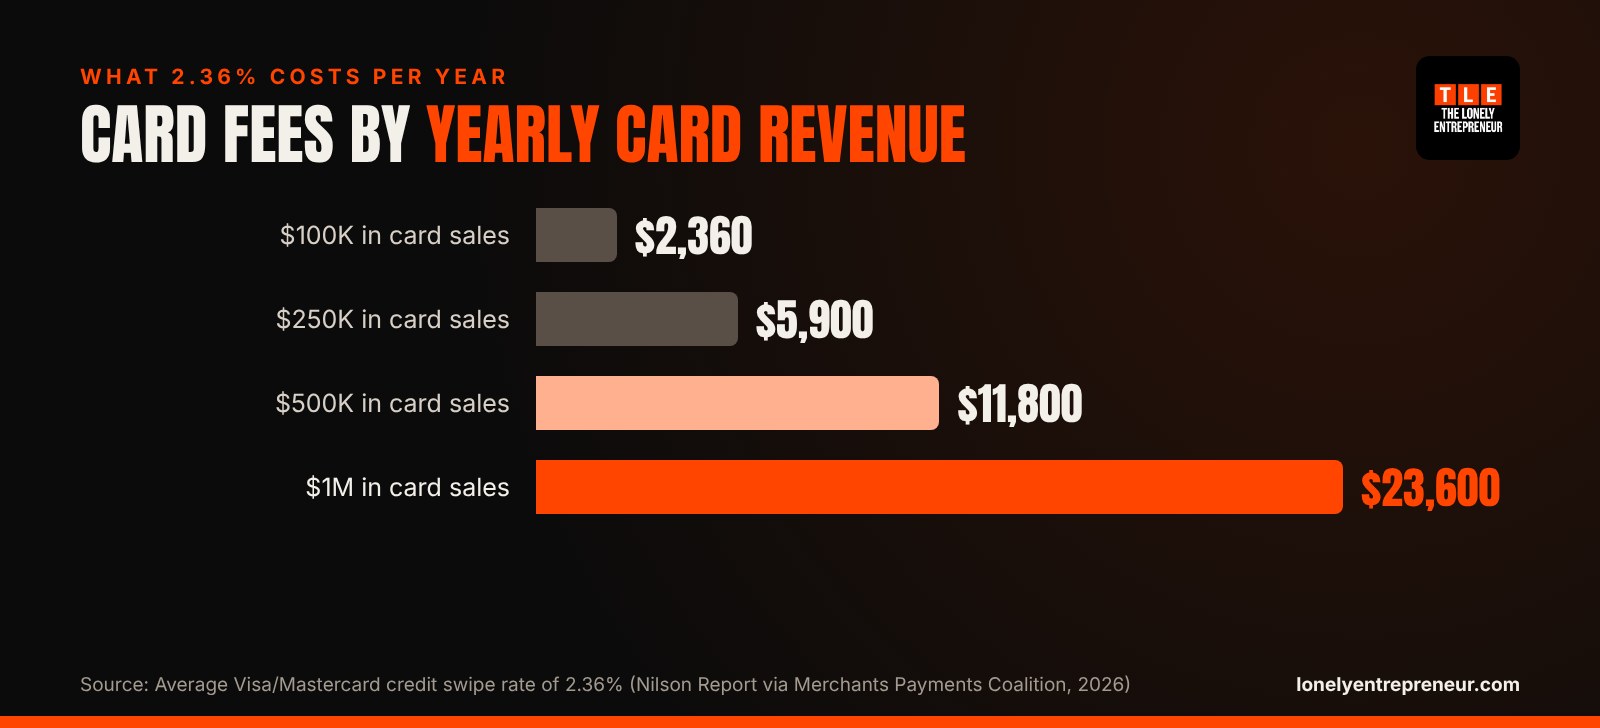 WHAT 2.36% COSTS PER YEAR
CARD FEES BY YEARLY CARD REVENUE
TLE
THE LONELY
ENTREPRENEUR
$100K in card sales $2,360
$250K in card sales $5,900
$500K in card sales $11,800
$1M in card sales $23,600
Source: Average Visa/Mastercard credit swipe rate of 2.36% (Nilson Report via Merchants Payments Coalition, 2026)
lonelyentrepreneur.com